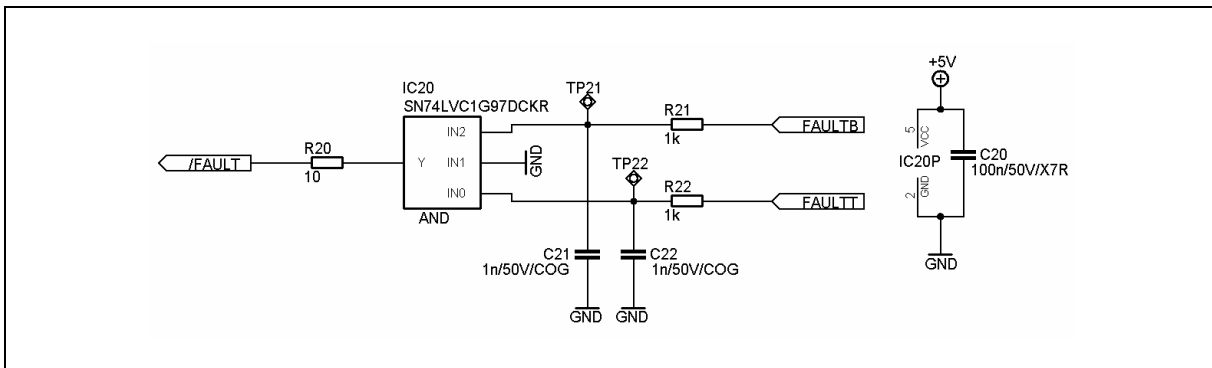 +5V
IC20
SN74LVC1G97DCKR
TP21
R21
1k
FAULTB
IN2
R20
10
/FAULT
Y
IN1
GND
TP22
IN0
R22
1k
FAULTT
AND
5
VCC
IC20P
2
GND
C20
100n/50V/X7R
C21
1n/50V/COG
C22
1n/50V/COG
GND
GND
GND